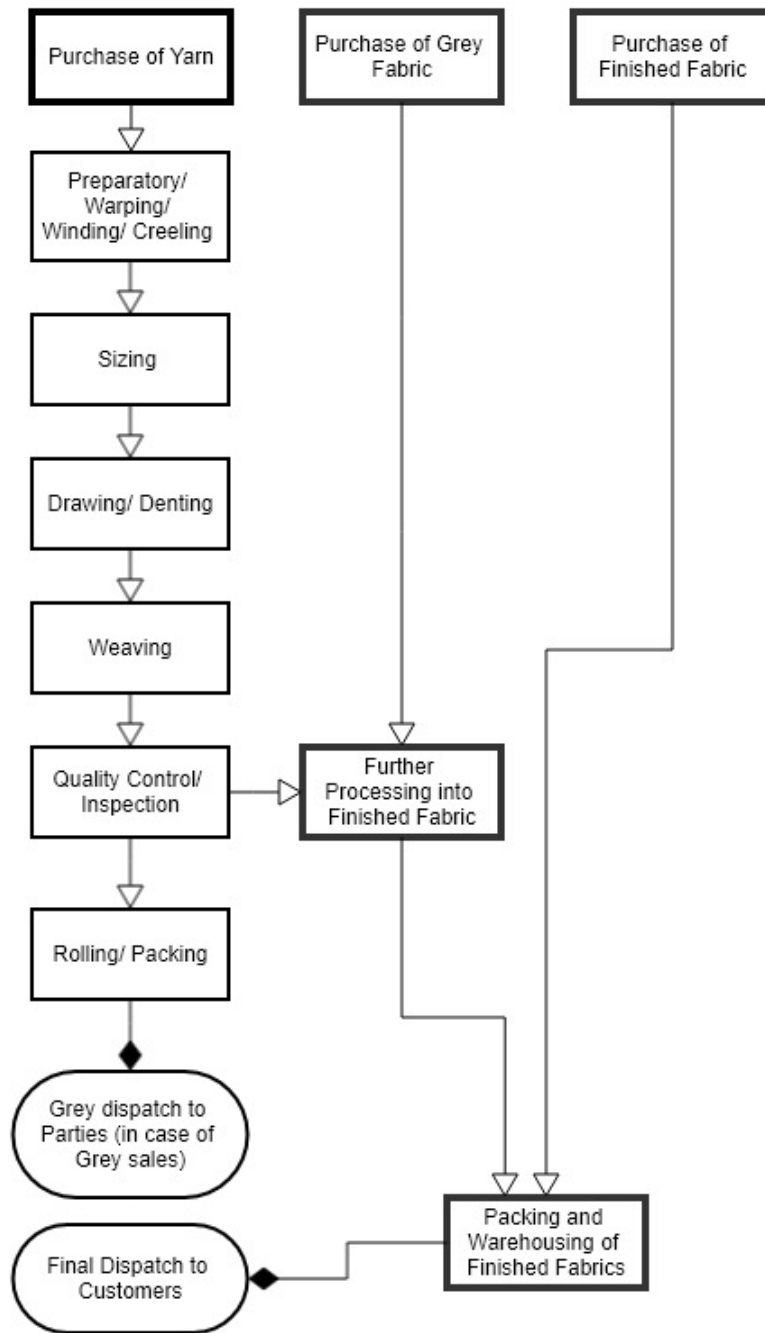 Purchase of Yarn
Purchase of Grey
Fabric
Purchase of
Finished Fabric
Preparatory/
Warping/
Winding/ Creeling
Sizing
Drawing/ Denting
Weaving
Quality Control/
Inspection
Further
Processing into
Finished Fabric
Rolling/ Packing
Grey dispatch to
Parties (in case of
Grey sales)
Packing and
Warehousing of
Finished Fabrics
Final Dispatch to
Customers